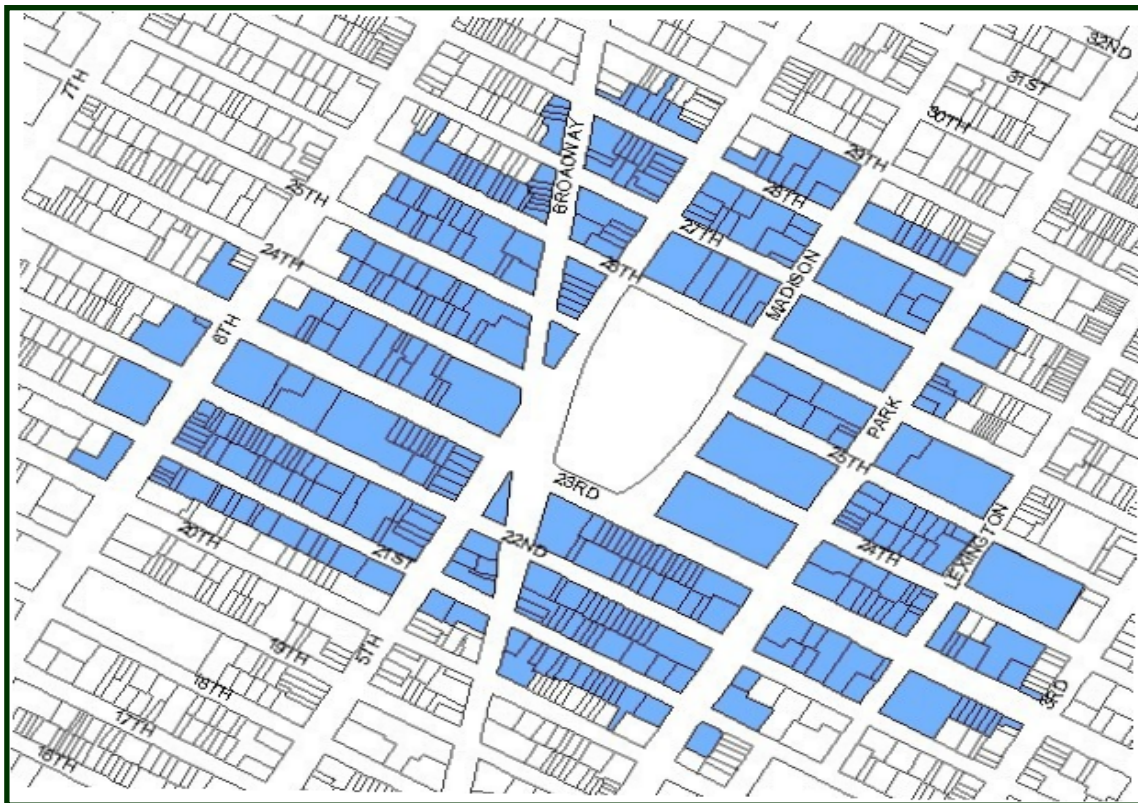 32ND
31ST
7TH
30TH
BROADWAY
29TH
25TH
28TH
27TH
24TH
26TH
MADISON
6TH
PARK
25TH
23RD
LEXINGTON
20TH
22ND
24TH
21ST
19TH
5TH
18TH
3RD
17TH
16TH